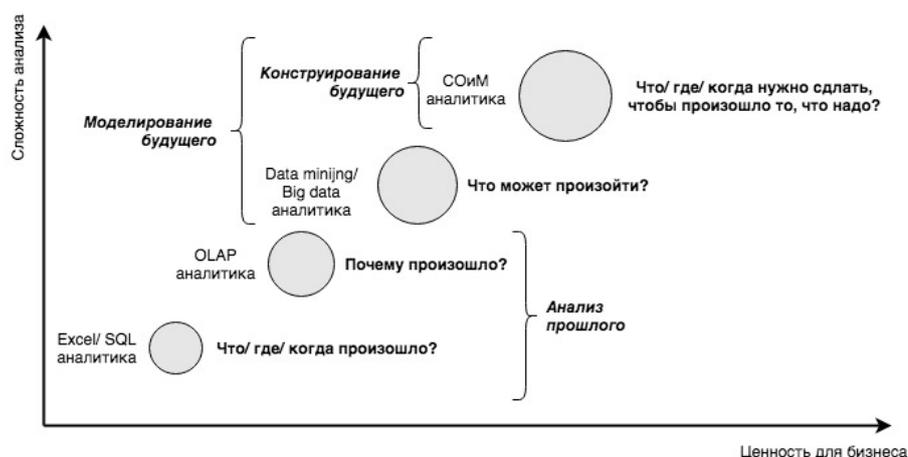 Сложность анализа
Конструирование
будущего
СОиМ
аналитика
Что/ где/ когда нужно сдлать,
чтобы произошло то, что надо?
Моделирование
будущего
Data minijng/
Big data
аналитика
Что может произойти?
OLAP
аналитика
Почему произошло?
Анализ
прошлого
Excel/ SQL
аналитика
Что/ где/ когда произошло?
Ценность для бизнеса